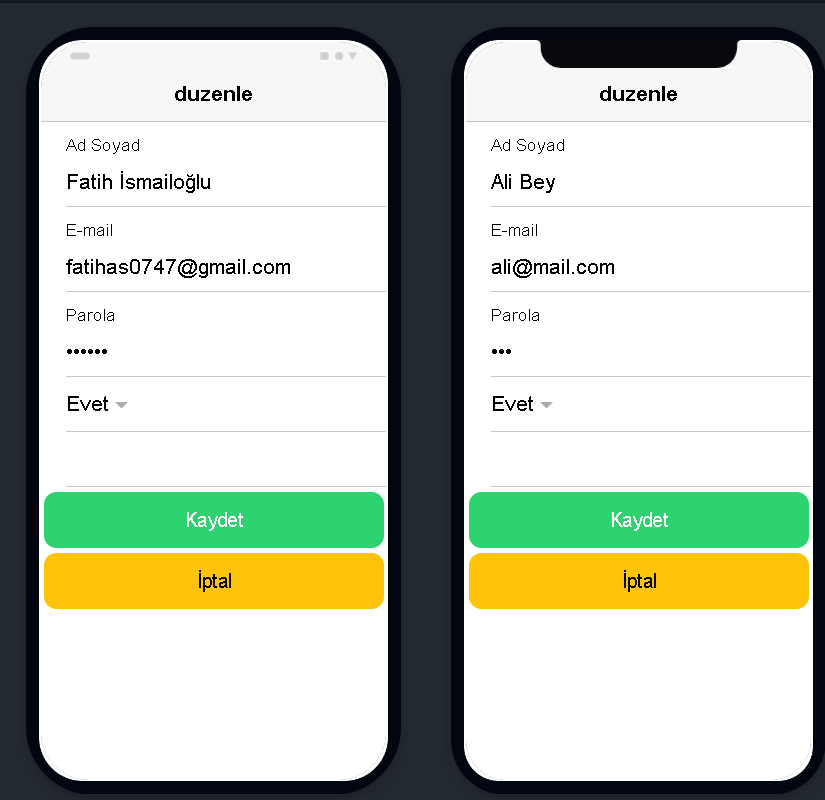 duzenle
Ad Soyad
Fatih İsmailoğlu
E-mail
fatihas0747@gmail.com
Parola
••••••
Evet
Kaydet
İptal
duzenle
Ad Soyad
Ali Bey
E-mail
ali@mail.com
Parola
•••
Evet
Kaydet
İptal